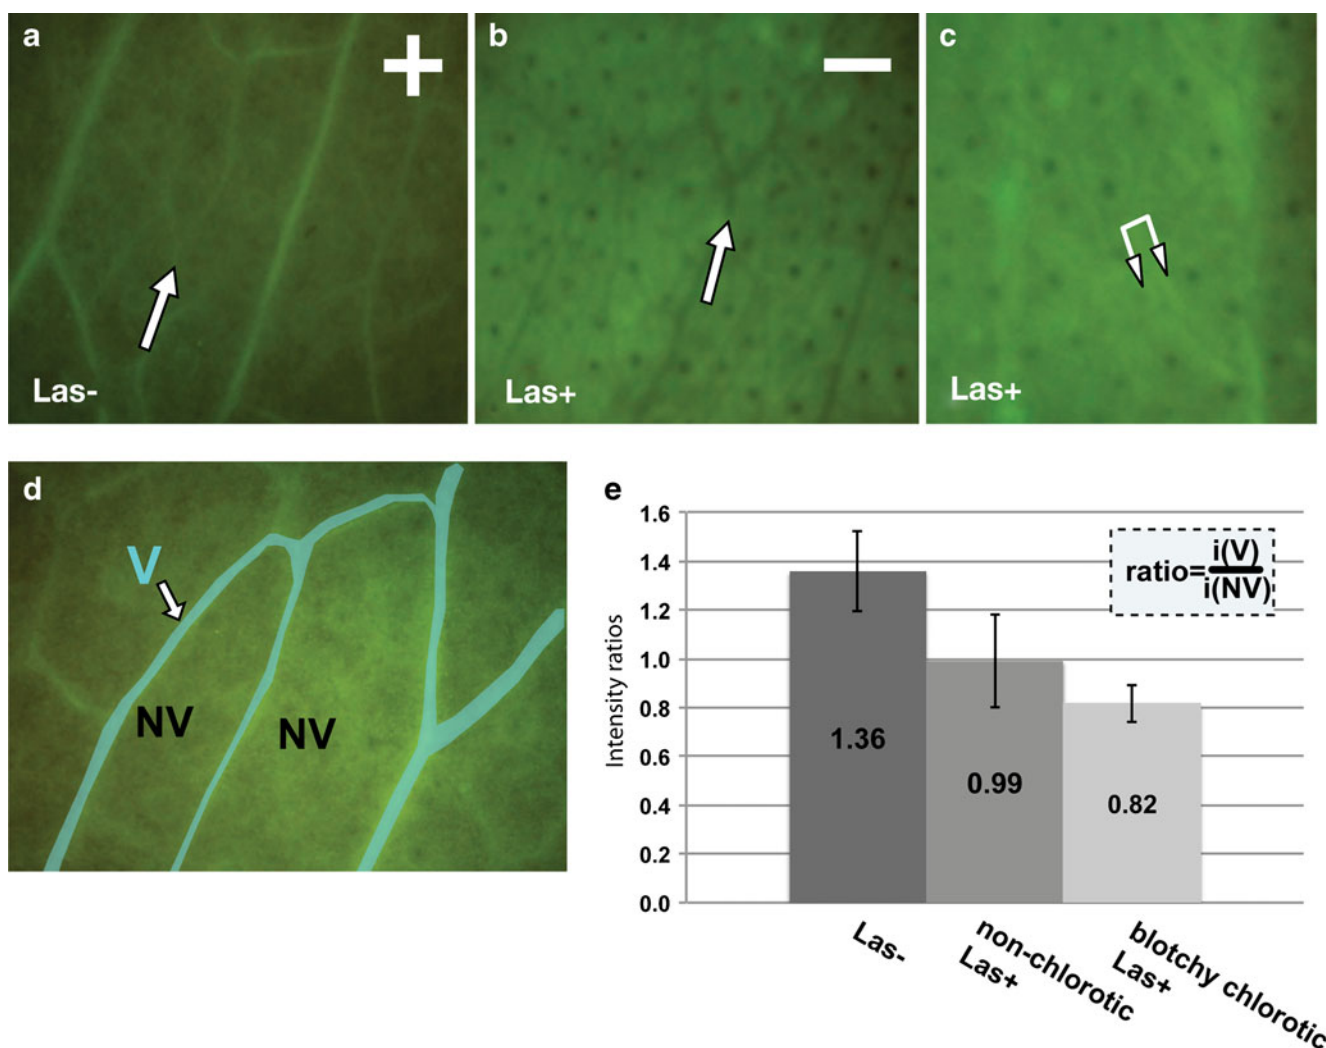 a
Las-
b
Las+
c
Las+
d
V
NV
NV
e
1.6
1.4
1.2
1.0
0.8
0.6
0.4
0.2
0.0
Intensity ratios
ratio=i(V)
i(NV)
1.36
0.99
0.82
Las-
non-chlorotic
Las+
blotchy chlorotic
Las+